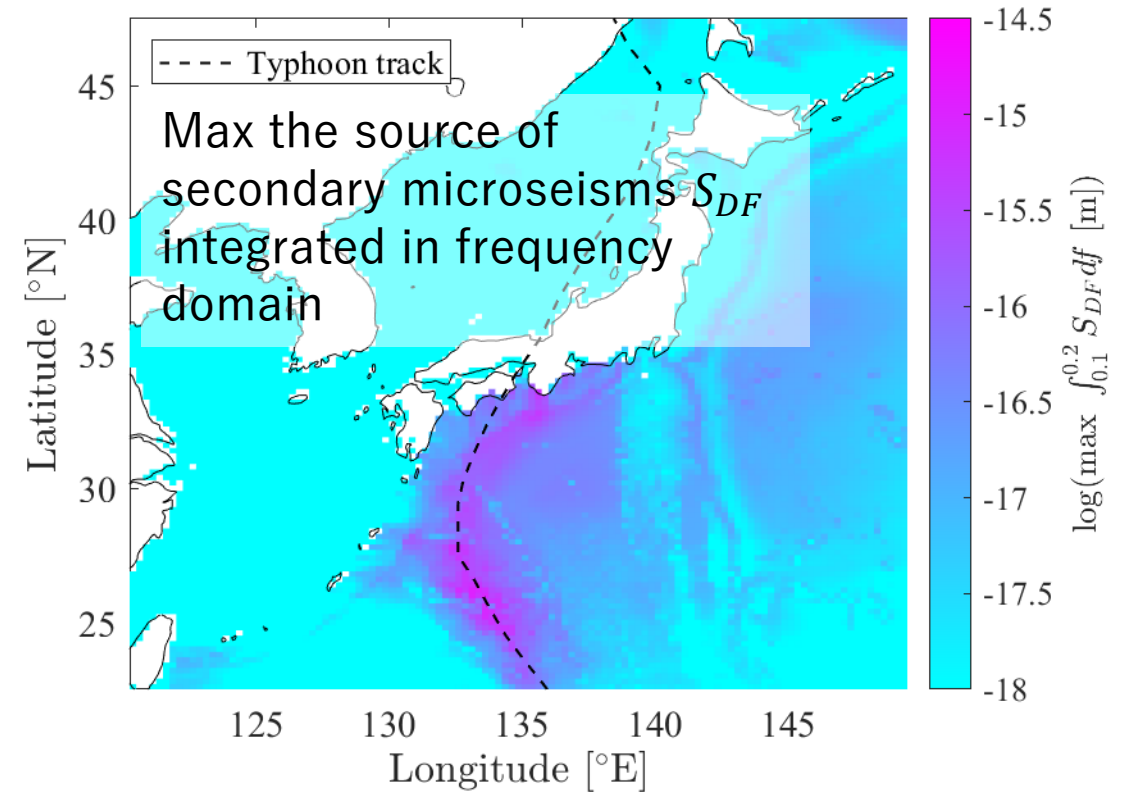 Typhoon track
Max the source of
secondary microseisms S_{DF}
integrated in frequency
domain
45
40
35
30
25
Latitude [°N]
125 130 135 140 145
Longitude [°E]
-14.5
-15
-15.5
-16
-16.5
-17
-17.5
-18
log(max ∫_{0.1}^{0.2} S_{DF}df [m])